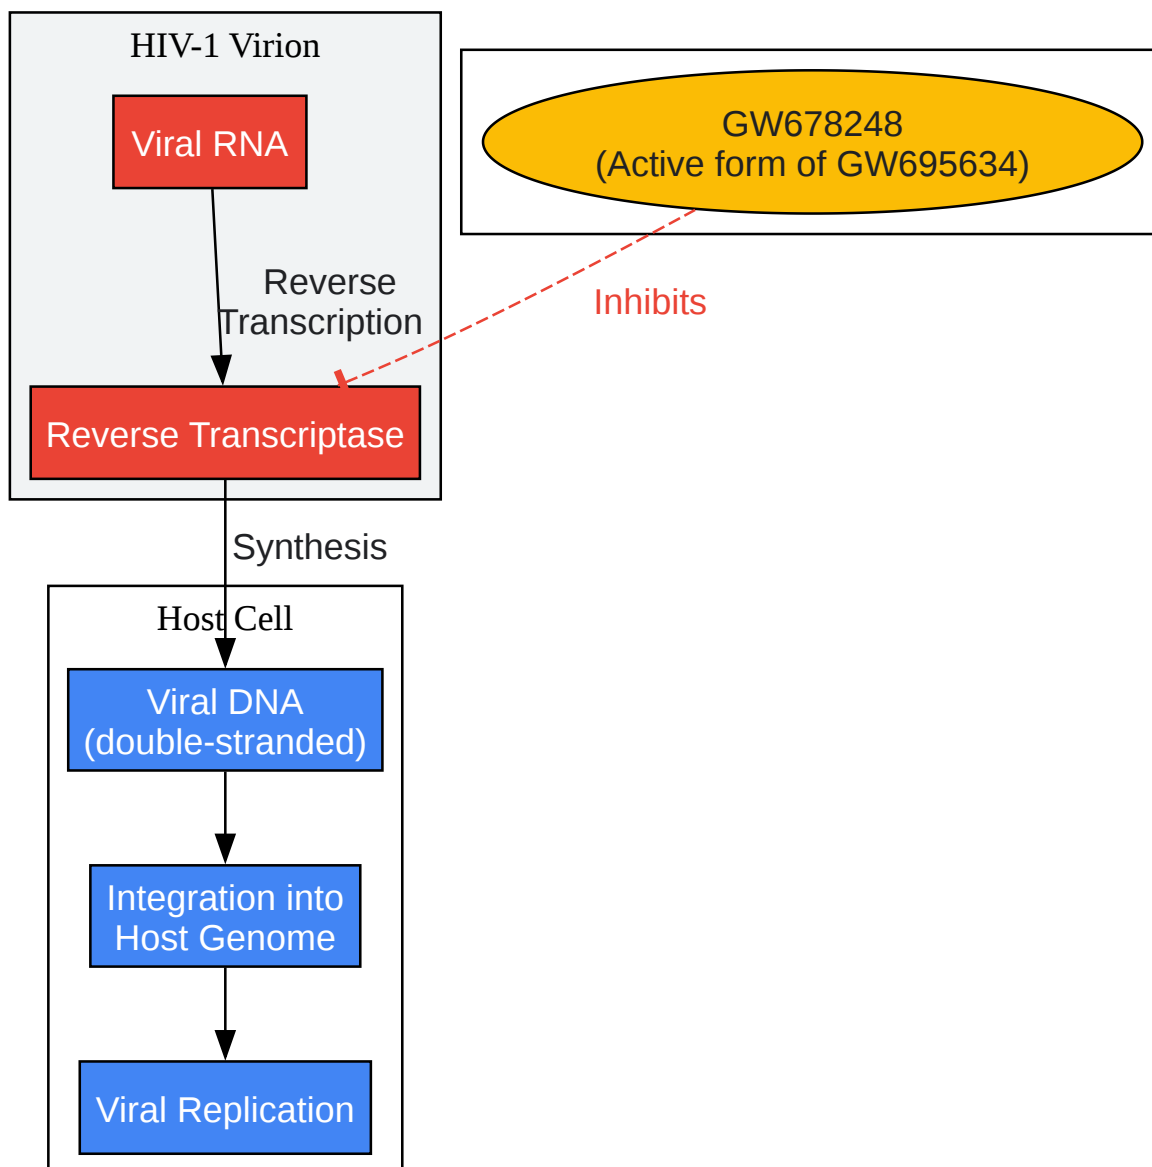 HIV-1 Virion
Viral RNA
GW678248
(Active form of GW695634)
Reverse
Transcription
Inhibits
Reverse Transcriptase
Synthesis
Host Cell
Viral DNA
(double-stranded)
Integration into
Host Genome
Viral Replication